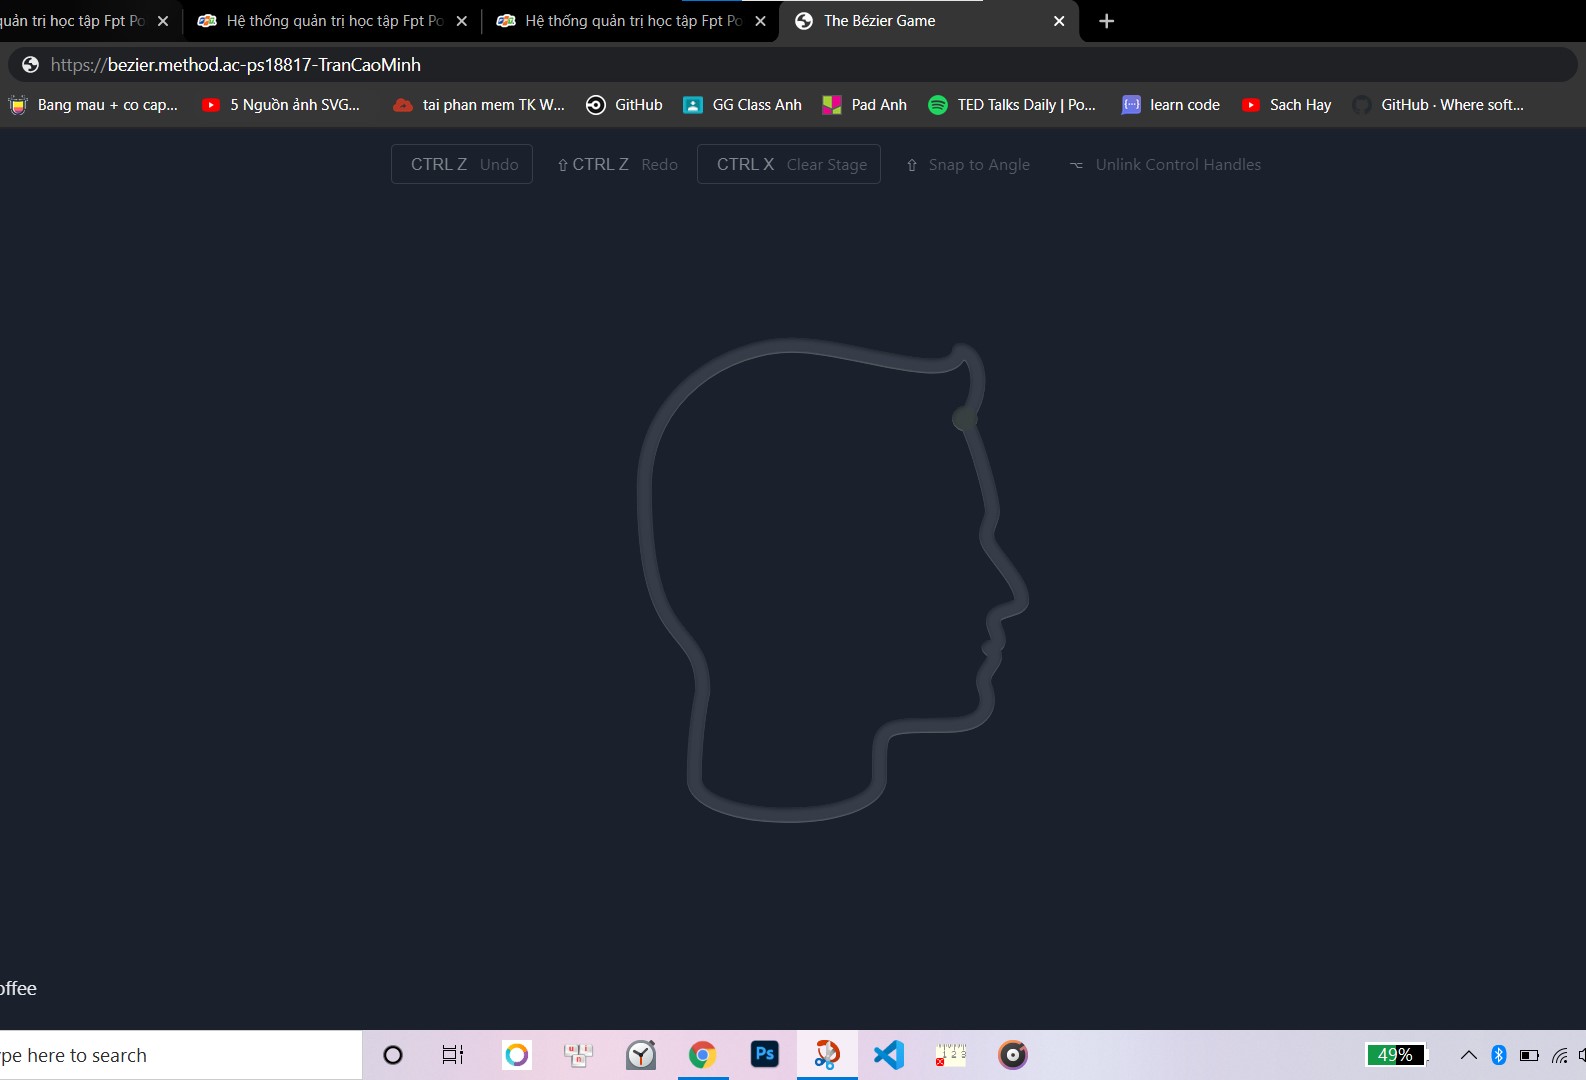 quản trị học tập Fpt Po
Hệ thống quản trị học tập Fpt Po
Hệ thống quản trị học tập Fpt Po
The Bézier Game
https://bezier.method.ac-ps18817-TranCaoMinh
Bang mau + co cap...
5 Nguồn ảnh SVG...
tai phan mem TK W...
GitHub
GG Class Anh
Pad Anh
TED Talks Daily | Po...
learn code
Sach Hay
GitHub · Where soft...
CTRL Z Undo
⇧ CTRL Z Redo
CTRL X Clear Stage
⇧ Snap to Angle
⌥ Unlink Control Handles
offee
pe here to search
Ps
49%